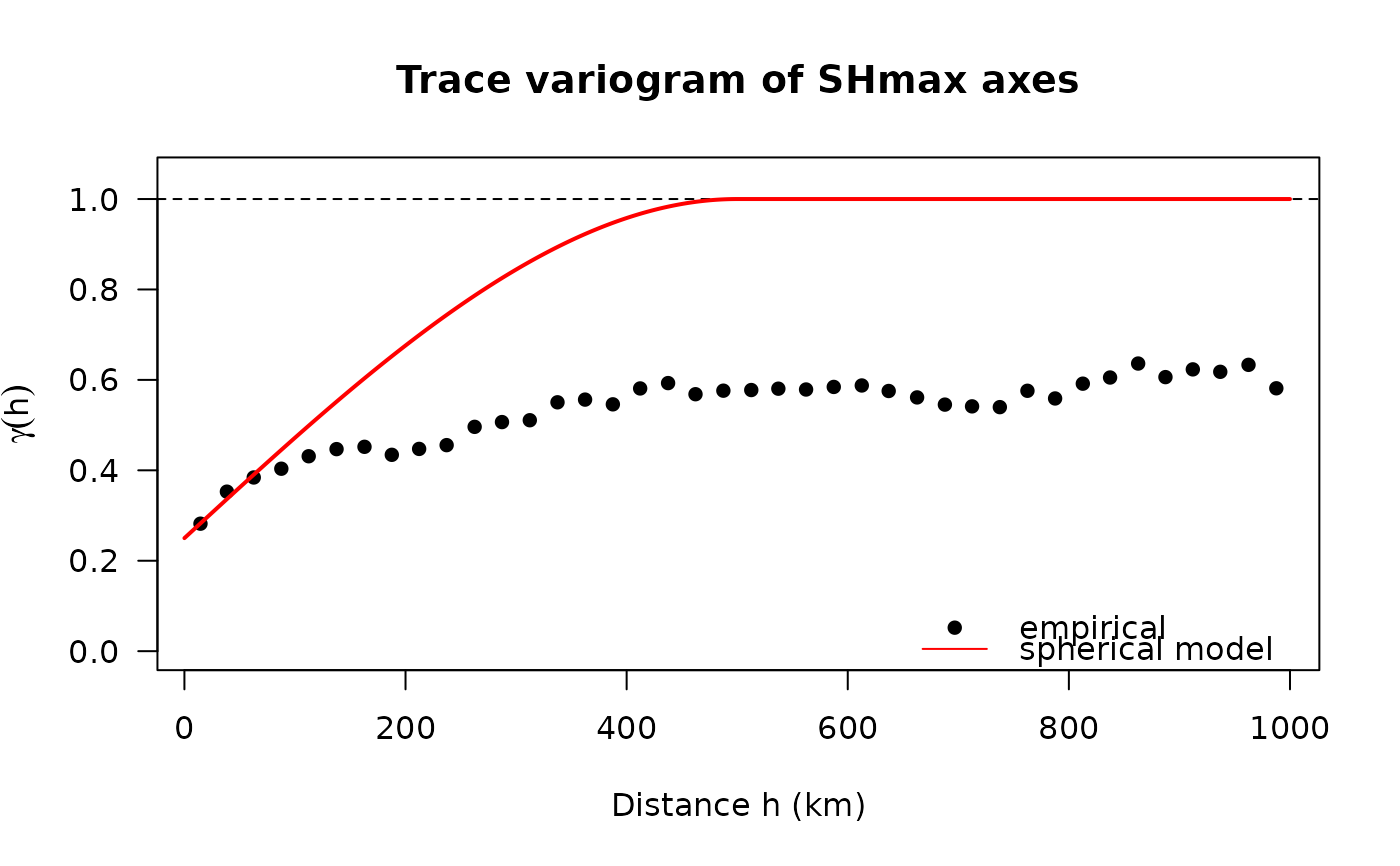 Trace variogram of SHmax axes
γ(h)
1.0
0.8
0.6
0.4
0.2
0.0
empirical
spherical model
0 200 400 600 800 1000
Distance h (km)